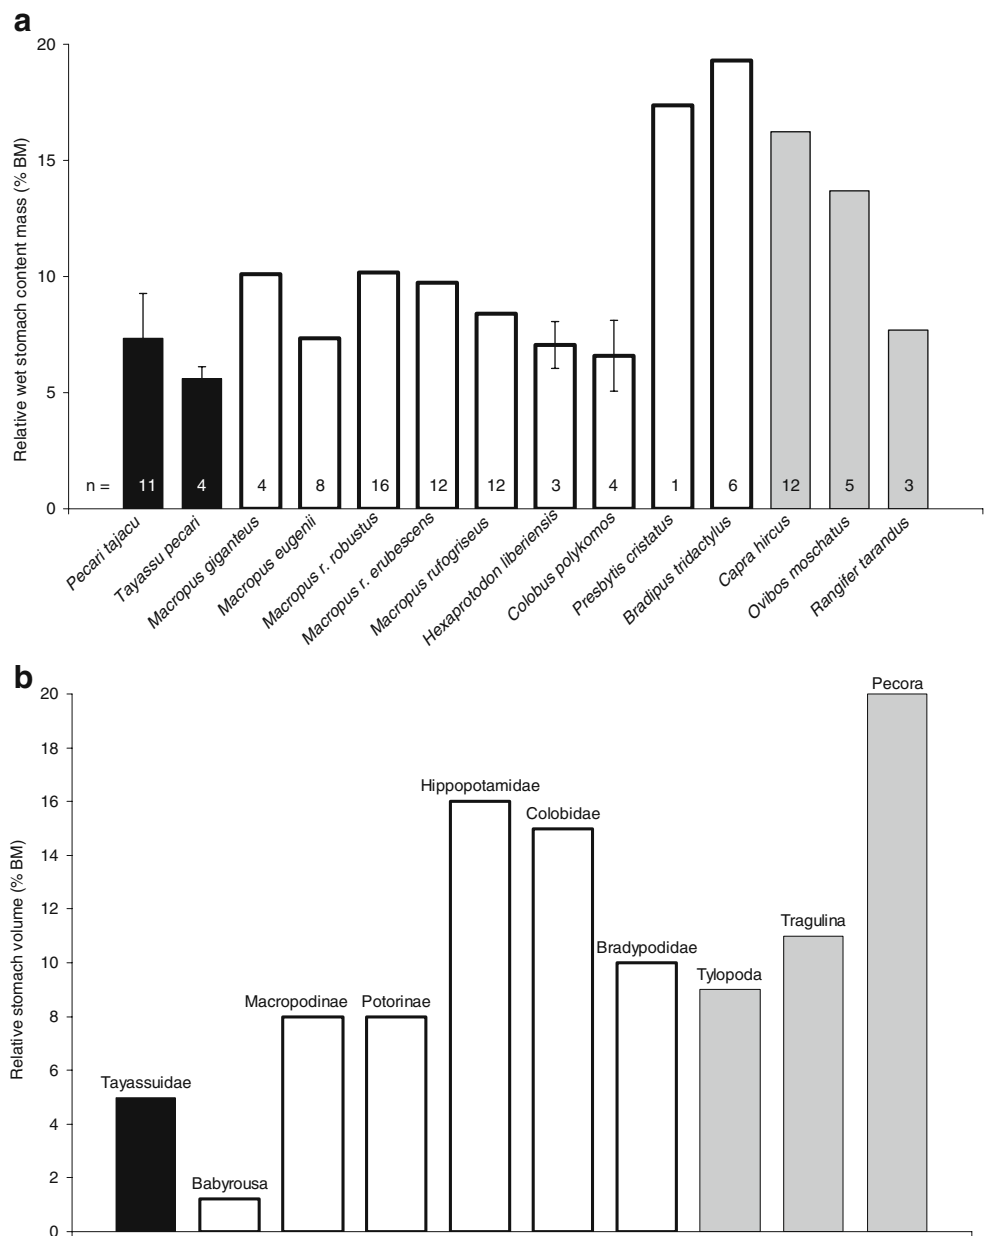 a
Relative wet stomach content mass (% BM)
20
15
10
5
0
n = 11 4 4 8 16 12 12 3 4 1 6 12 5 3
Pecari tajacu
Tayassu pecari
Macropus giganteus
Macropus eugenii
Macropus r. robustus
Macropus r. erubescens
Macropus rufogriseus
Hexaprotodon liberiensis
Colobus polykomos
Presbytis cristatus
Bradipus tridactylus
Capra hircus
Ovibos moschatus
Rangifer tarandus
b
Relative stomach volume (% BM)
20
18
16
14
12
10
8
6
4
2
0
Tayassuidae
Babyrousa
Macropodinae
Potorinae
Hippopotamidae
Colobidae
Bradypodidae
Tylopoda
Tragulina
Pecora